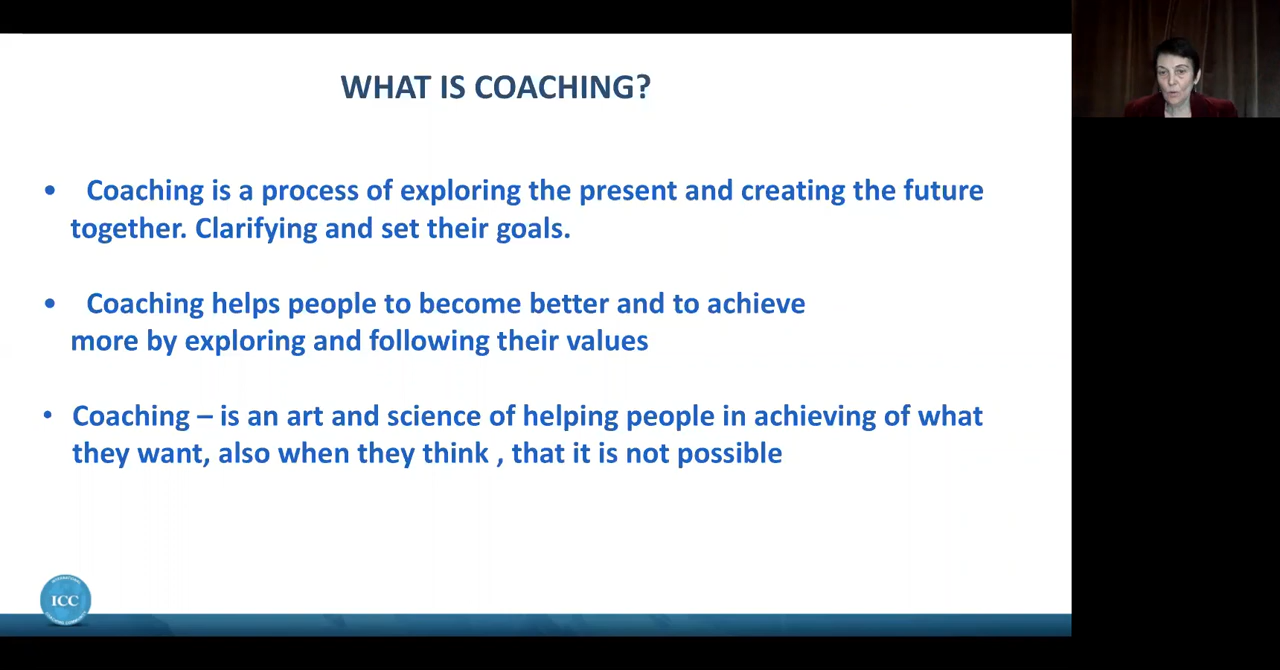 WHAT IS COACHING?
• Coaching is a process of exploring the present and creating the future
together. Clarifying and set their goals.
• Coaching helps people to become better and to achieve
more by exploring and following their values
• Coaching – is an art and science of helping people in achieving of what
they want, also when they think , that it is not possible
INTERNATIONAL
ICC
COACHING COMMUNITY